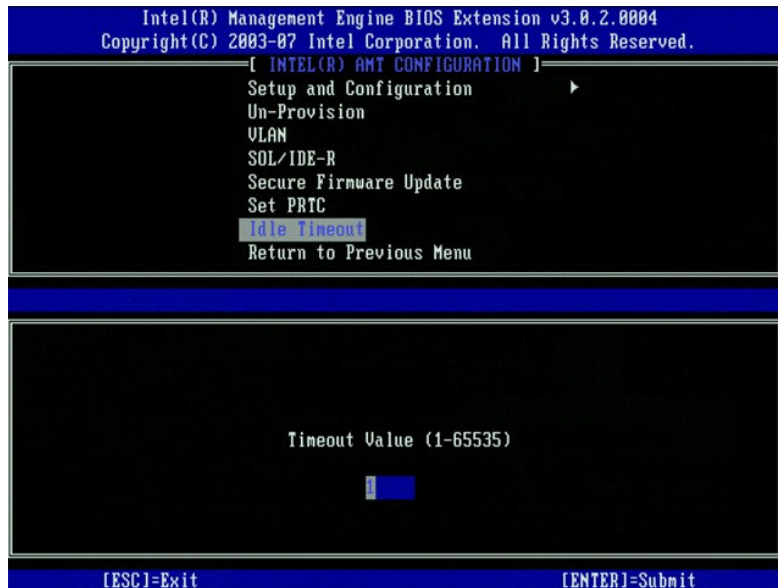 Intel(R) Management Engine BIOS Extension v3.0.2.0004
Copyright(C) 2003-07 Intel Corporation. All Rights Reserved.
[ INTEL(R) AMT CONFIGURATION ]
Setup and Configuration
Un-Provision
VLAN
SOL/IDE-R
Secure Firmware Update
Set PRTC
Idle Timeout
Return to Previous Menu
Timeout Value (1-65535)
1
[ESC]=Exit [ENTER]=Submit